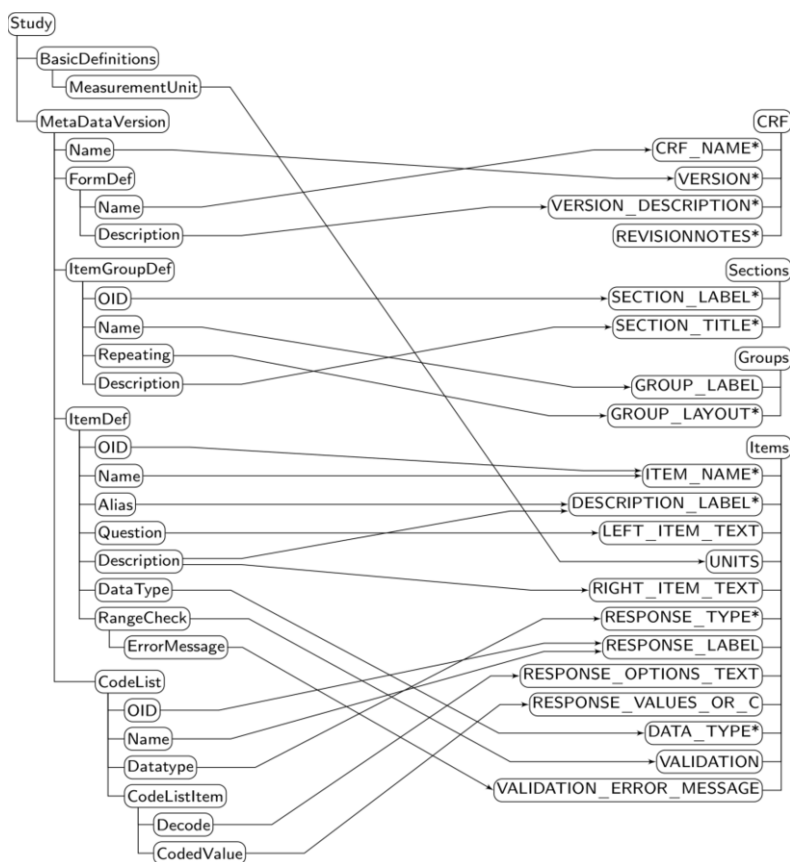 Study
BasicDefinitions
MeasurementUnit
MetaDataVersion
Name
FormDef
Name
Description
ItemGroupDef
OID
Name
Repeating
Description
ItemDef
OID
Name
Alias
Question
Description
DataType
RangeCheck
ErrorMessage
CodeList
OID
Name
Datatype
CodeListItem
Decode
CodedValue
CRF
CRF_NAME*
VERSION*
VERSION_DESCRIPTION*
REVISIONNOTES*
Sections
SECTION_LABEL*
SECTION_TITLE*
Groups
GROUP_LABEL
GROUP_LAYOUT*
Items
ITEM_NAME*
DESCRIPTION_LABEL*
LEFT_ITEM_TEXT
UNITS
RIGHT_ITEM_TEXT
RESPONSE_TYPE*
RESPONSE_LABEL
RESPONSE_OPTIONS_TEXT
RESPONSE_VALUES_OR_C
DATA_TYPE*
VALIDATION
VALIDATION_ERROR_MESSAGE